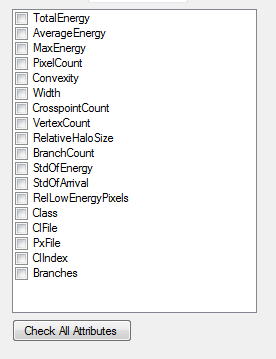 TotalEnergy
AverageEnergy
MaxEnergy
PixelCount
Convexity
Width
CrosspointCount
VertexCount
RelativeHaloSize
BranchCount
StdOfEnergy
StdOfArrival
RelLowEnergyPixels
Class
ClFile
PxFile
ClIndex
Branches
Check All Attributes